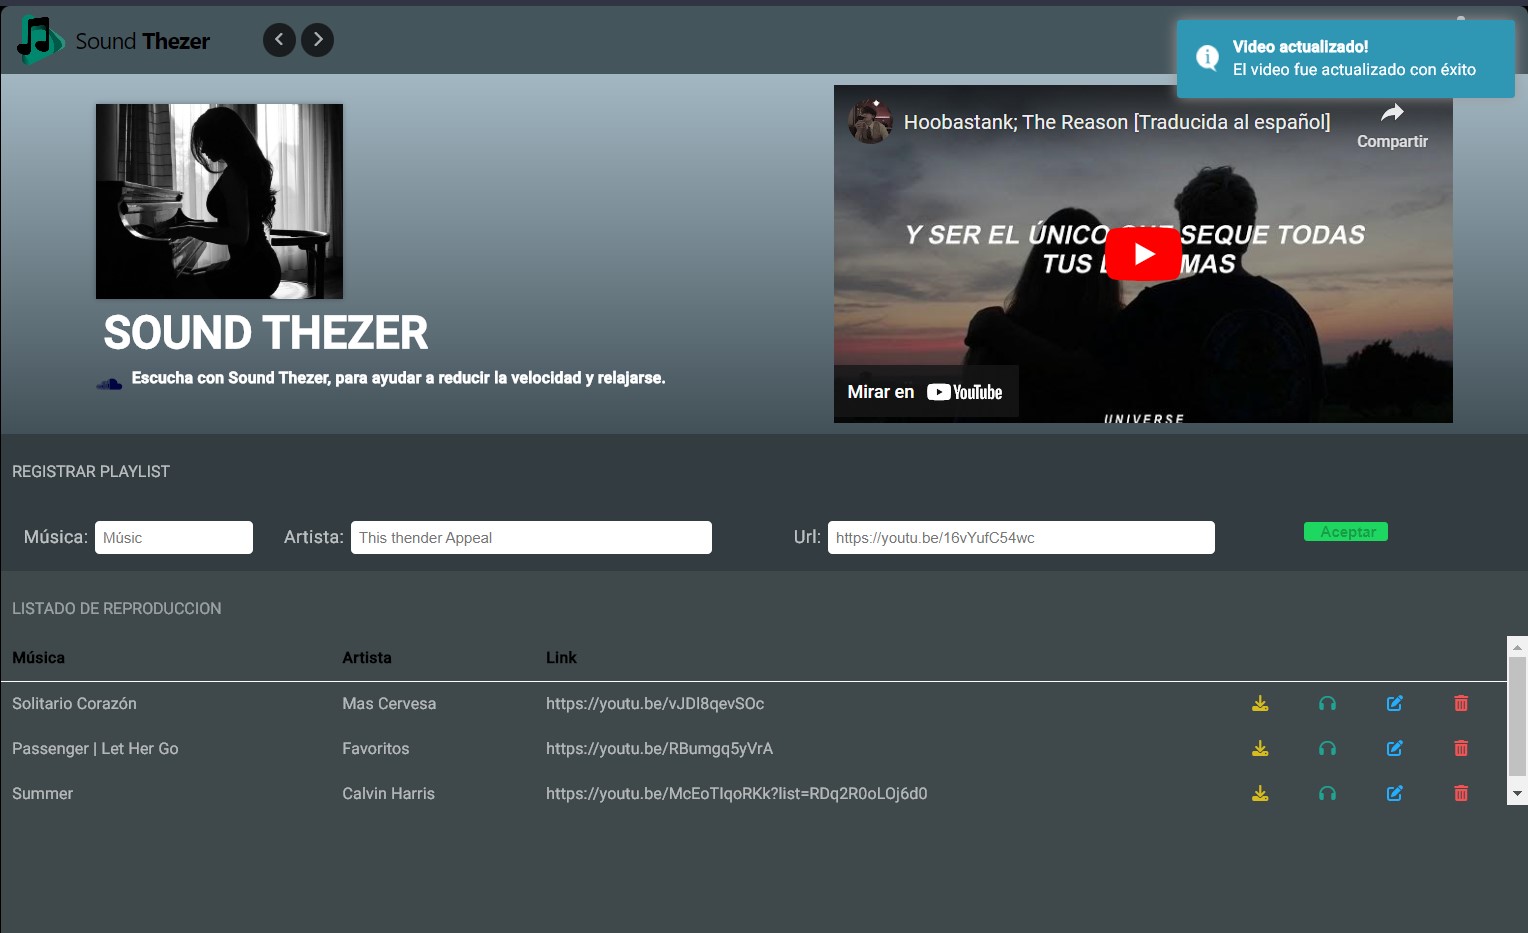 Sound Thezer
Video actualizado!
El video fue actualizado con éxito
Hoobastank; The Reason [Traducida al español]
Compartir
Y SER EL ÚNICO SEQUE TODAS
TUS MAS
Mirar en YouTube
UNIVERSE
SOUND THEZER
Escucha con Sound Thezer, para ayudar a reducir la velocidad y relajarse.
REGISTRAR PLAYLIST
Música: Músic Artista: This thender Appeal Url: https://youtu.be/16vYufC54wc Aceptar
LISTADO DE REPRODUCCION
Música Artista Link
Solitario Corazón Mas Cervesa https://youtu.be/vJDl8qevSOc
Passenger | Let Her Go Favoritos https://youtu.be/RBumgq5yVrA
Summer Calvin Harris https://youtu.be/McEoTIqoRKk?list=RDq2R0oLOj6d0